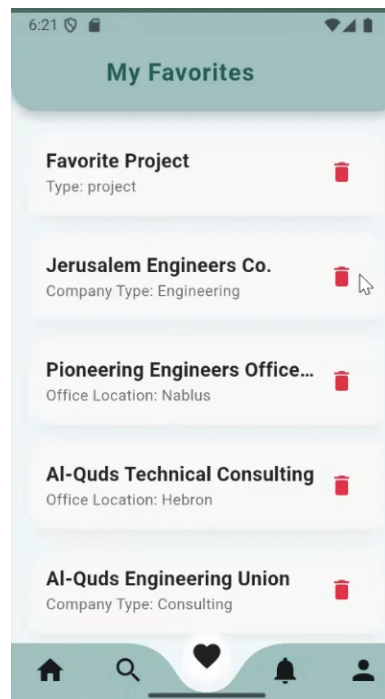 6:21
My Favorites
Favorite Project
Type: project
Jerusalem Engineers Co.
Company Type: Engineering
Pioneering Engineers Office...
Office Location: Nablus
Al-Quds Technical Consulting
Office Location: Hebron
Al-Quds Engineering Union
Company Type: Consulting